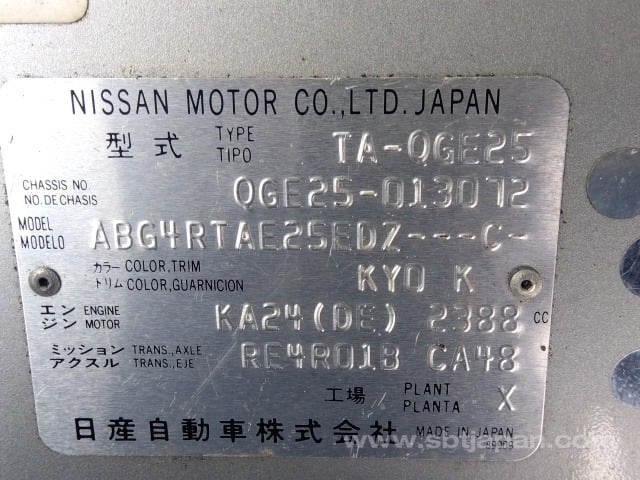 NISSAN MOTOR CO.,LTD. JAPAN
型式 TYPE TIPO TA-QGE25
CHASSIS NO. NO. DE CHASIS QGE25-013072
MODEL MODELO ABG4RTAE25EDZ---C-
カラー COLOR,TRIM トリム COLOR,GUARNICION KY0 K
エンジン ENGINE MOTOR KA24(DE) 2388 CC
ミッション TRANS.,AXLE アクスル TRANS.,EJE RE4R01B CA48
工場 PLANT PLANTA X
日産自動車株式会社 MADE IN JAPAN
www.sbtjapan.com